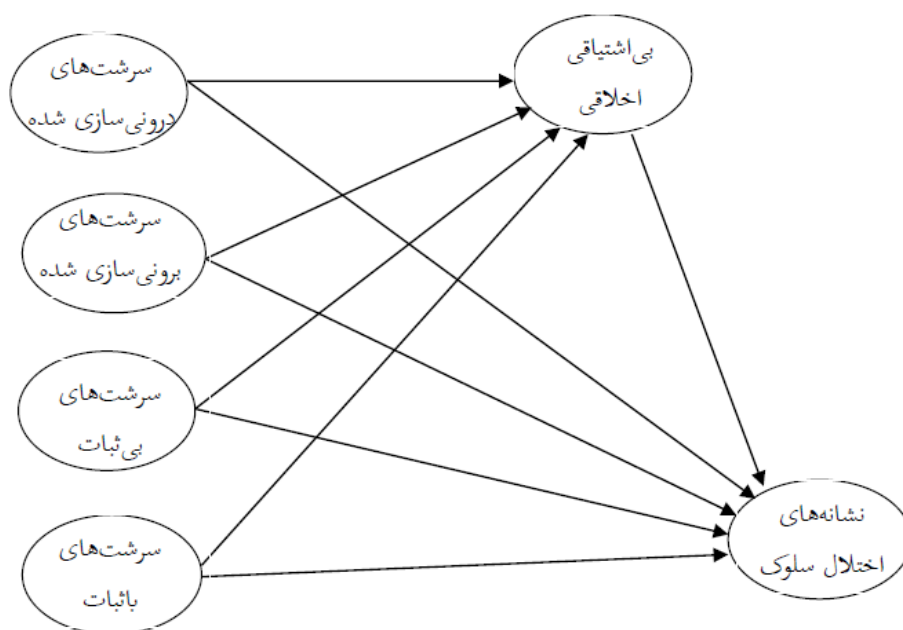 سرشت‌های
درونی‌سازی شده
بی‌اشتیاقی
اخلاقی
سرشت‌های
برونی‌سازی شده
سرشت‌های
بی‌ثبات
نشانه‌های
اختلال سلوک
سرشت‌های
باثبات